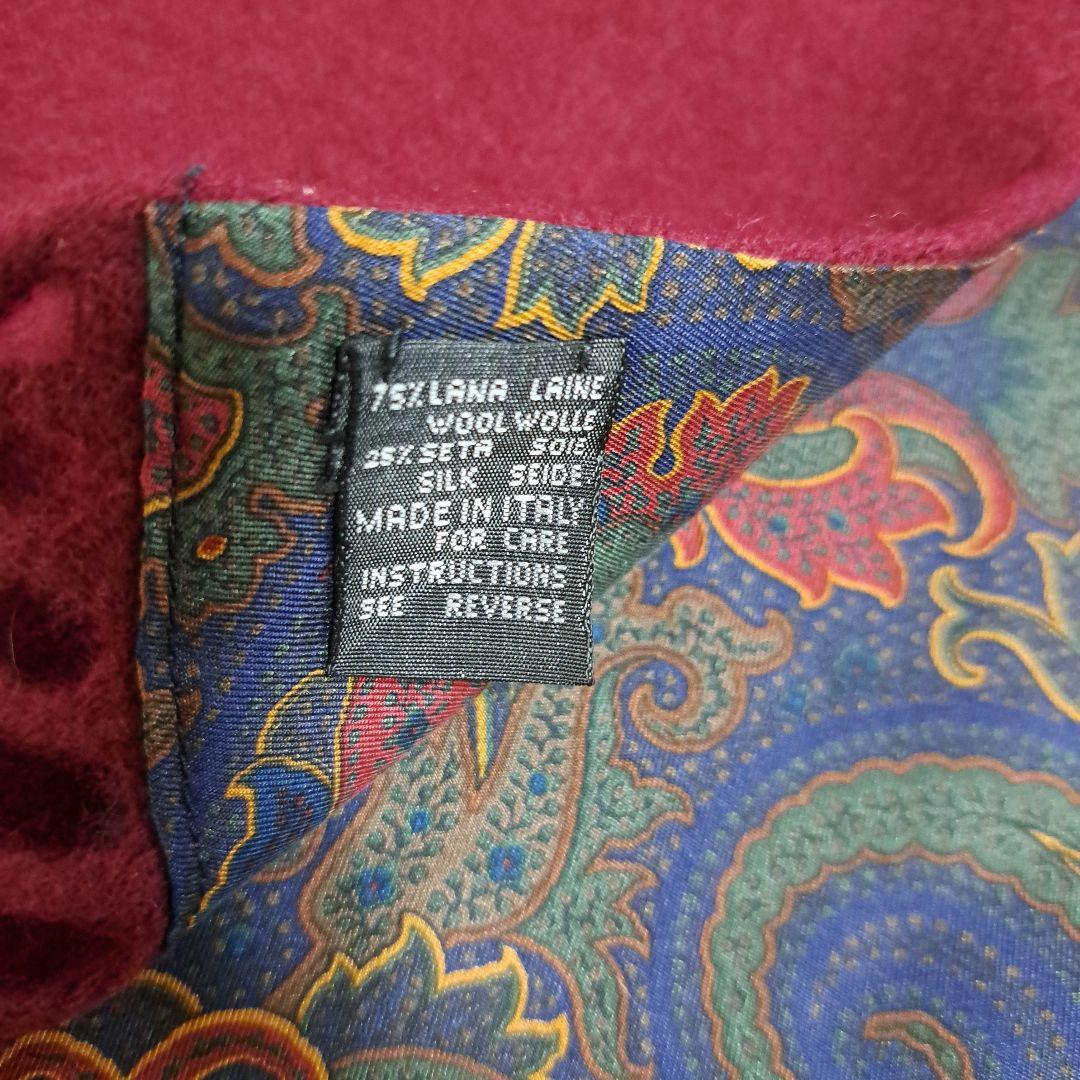 75% LANA LAINE
WOOL WOLLE
25% SETA SOIE
SILK SEIDE
MADE IN ITALY
FOR CARE
INSTRUCTIONS
SEE REVERSE